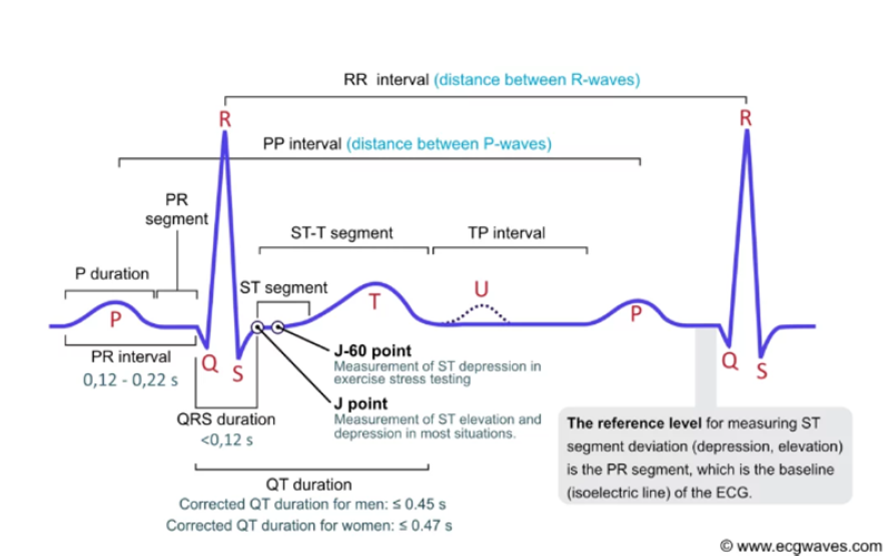 RR interval (distance between R-waves)
R
R
PP interval (distance between P-waves)
PR
segment
ST-T segment
TP interval
P duration
ST segment
U
T
P
P
PR interval
0,12 - 0,22 s
Q
S
Q
S
J-60 point
Measurement of ST depression in
exercise stress testing
J point
Measurement of ST elevation and
depression in most situations.
QRS duration
<0,12 s
The reference level for measuring ST
segment deviation (depression, elevation)
is the PR segment, which is the baseline
(isoelectric line) of the ECG.
QT duration
Corrected QT duration for men: ≤ 0.45 s
Corrected QT duration for women: ≤ 0.47 s
© www.ecgwaves.com